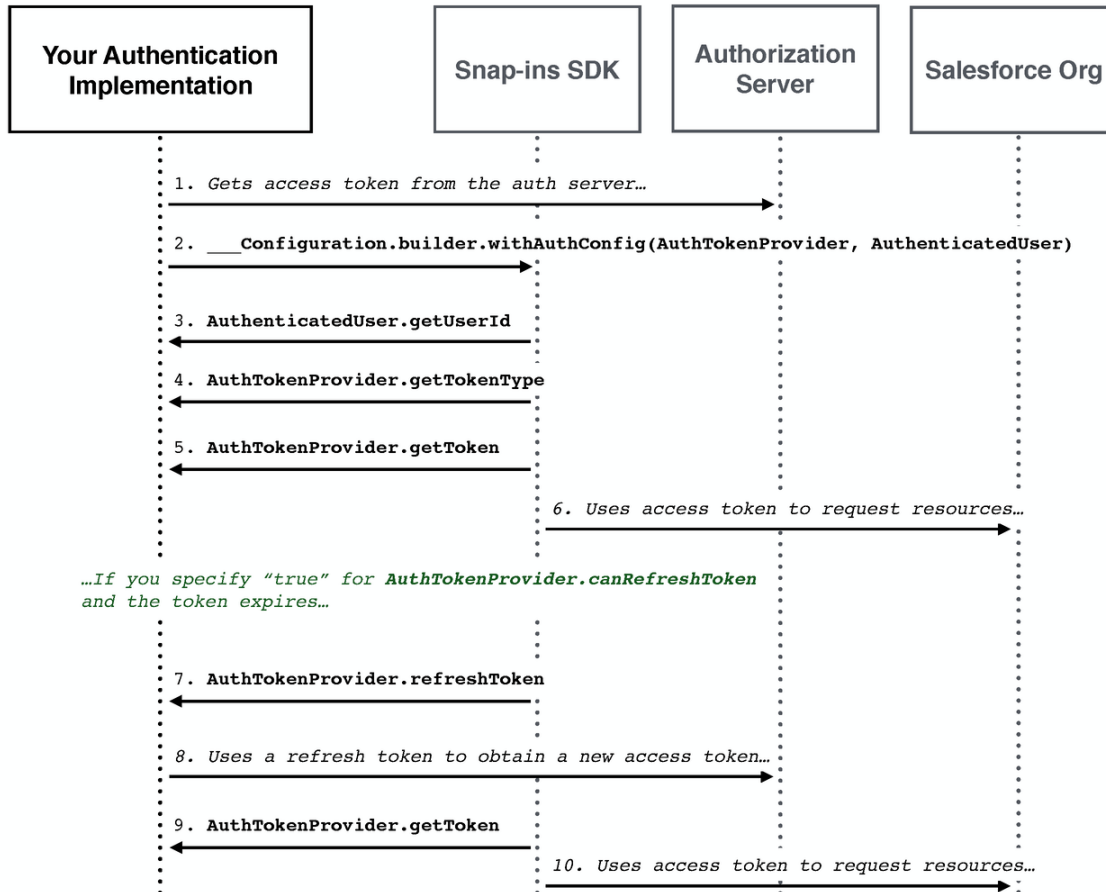 Your Authentication
Implementation
Snap-ins SDK
Authorization
Server
Salesforce Org
1. Gets access token from the auth server…
2. ___Configuration.builder.withAuthConfig(AuthTokenProvider, AuthenticatedUser)
3. AuthenticatedUser.getUserId
4. AuthTokenProvider.getTokenType
5. AuthTokenProvider.getToken
6. Uses access token to request resources…
…If you specify “true” for AuthTokenProvider.canRefreshToken
and the token expires…
7. AuthTokenProvider.refreshToken
8. Uses a refresh token to obtain a new access token…
9. AuthTokenProvider.getToken
10. Uses access token to request resources…